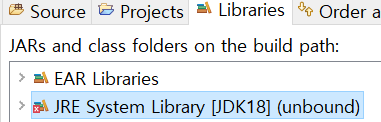 Source Projects Libraries Order a
JARs and class folders on the build path:
EAR Libraries
JRE System Library [JDK18] (unbound)